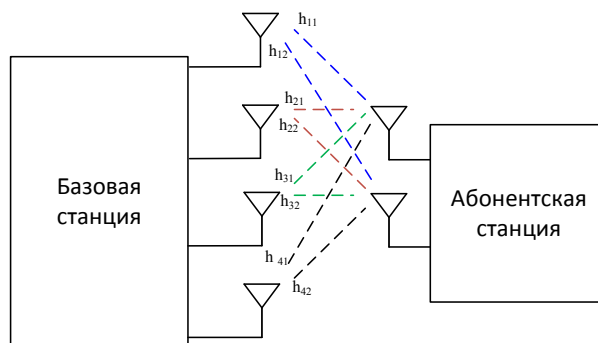 h11
h12
h21
h22
h31
h32
h 41
h42
Базовая
станция
Абонентская
станция